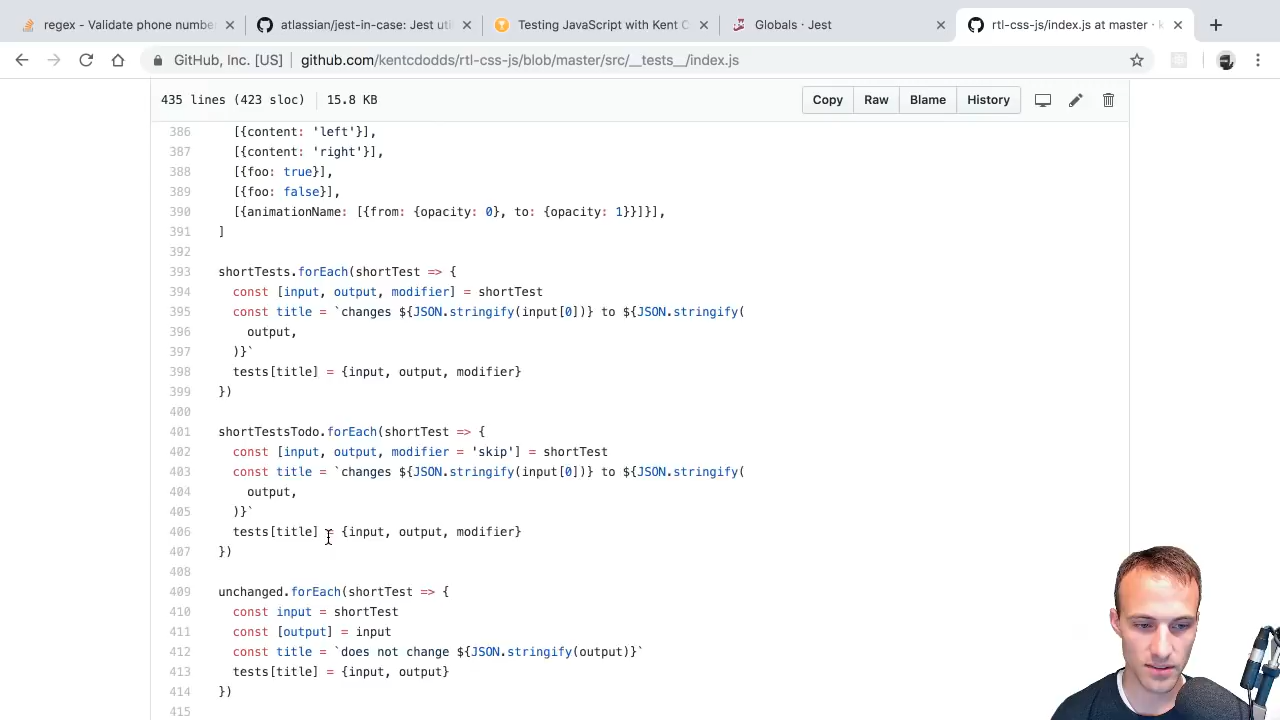 regex - Validate phone numbe
atlassian/jest-in-case: Jest uti
Testing JavaScript with Kent C
Globals · Jest
rtl-css-js/index.js at master · k
GitHub, Inc. [US]
github.com/kentcdodds/rtl-css-js/blob/master/src/__tests__/index.js
435 lines (423 sloc)
15.8 KB
Copy
Raw
Blame
History
386 [{content: 'left'}],
387 [{content: 'right'}],
388 [{foo: true}],
389 [{foo: false}],
390 [{animationName: [{from: {opacity: 0}, to: {opacity: 1}}]}],
391 ]
392
393 shortTests.forEach(shortTest => {
394 const [input, output, modifier] = shortTest
395 const title = `changes ${JSON.stringify(input[0])} to ${JSON.stringify(
396 output,
397 )}`
398 tests[title] = {input, output, modifier}
399 })
400
401 shortTestsTodo.forEach(shortTest => {
402 const [input, output, modifier = 'skip'] = shortTest
403 const title = `changes ${JSON.stringify(input[0])} to ${JSON.stringify(
404 output,
405 )}`
406 tests[title] = {input, output, modifier}
407 })
408
409 unchanged.forEach(shortTest => {
410 const input = shortTest
411 const [output] = input
412 const title = `does not change ${JSON.stringify(output)}`
413 tests[title] = {input, output}
414 })
415